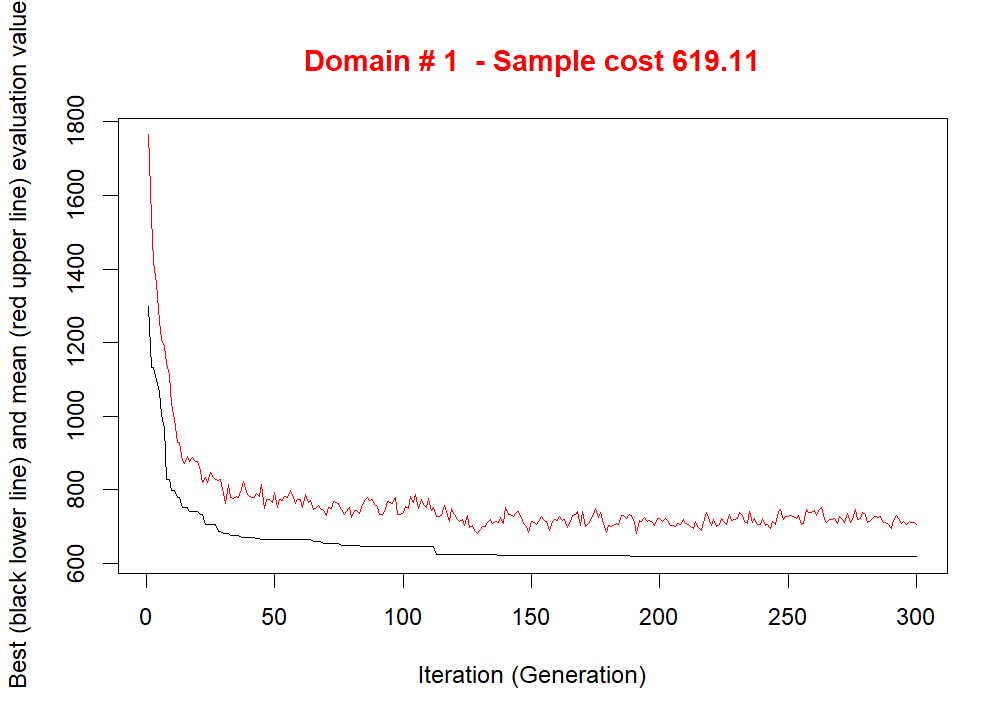 Domain # 1  - Sample cost 619.11
Best (black lower line) and mean (red upper line) evaluation value
1800
1600
1400
1200
1000
800
600
0 50 100 150 200 250 300
Iteration (Generation)